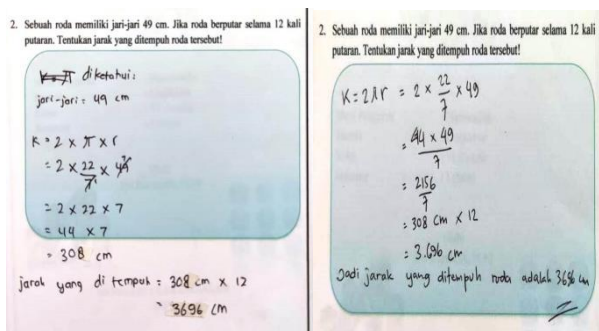 2. Sebuah roda memiliki jari-jari 49 cm. Jika roda berputar selama 12 kali
putaran. Tentukan jarak yang ditempuh roda tersebut!
diketahui:
jari-jari = 49 cm
K = 2 x π x r
= 2 x 22/7 x 49
= 2 x 22 x 7
= 44 x 7
= 308 cm
jarak yang di tempuh = 308 cm x 12
= 3696 cm
2. Sebuah roda memiliki jari-jari 49 cm. Jika roda berputar selama 12 kali
putaran. Tentukan jarak yang ditempuh roda tersebut!
K = 2πr = 2 x 22/7 x 49
= 44 x 49/7
= 2156/7
= 308 cm x 12
= 3.696 cm
Jadi jarak yang ditempuh roda adalah 3696 cm